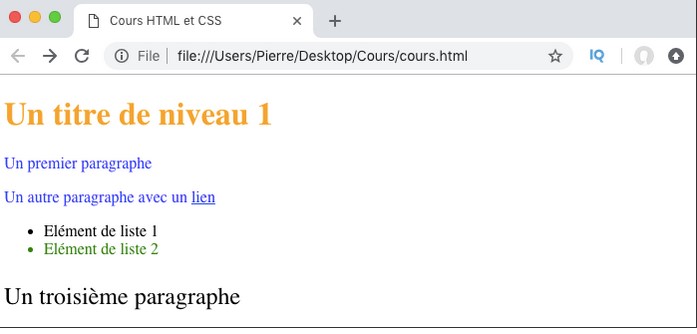 Cours HTML et CSS
File file:///Users/Pierre/Desktop/Cours/cours.html IQ
Un titre de niveau 1
Un premier paragraphe
Un autre paragraphe avec un lien
Elément de liste 1
Elément de liste 2
Un troisième paragraphe